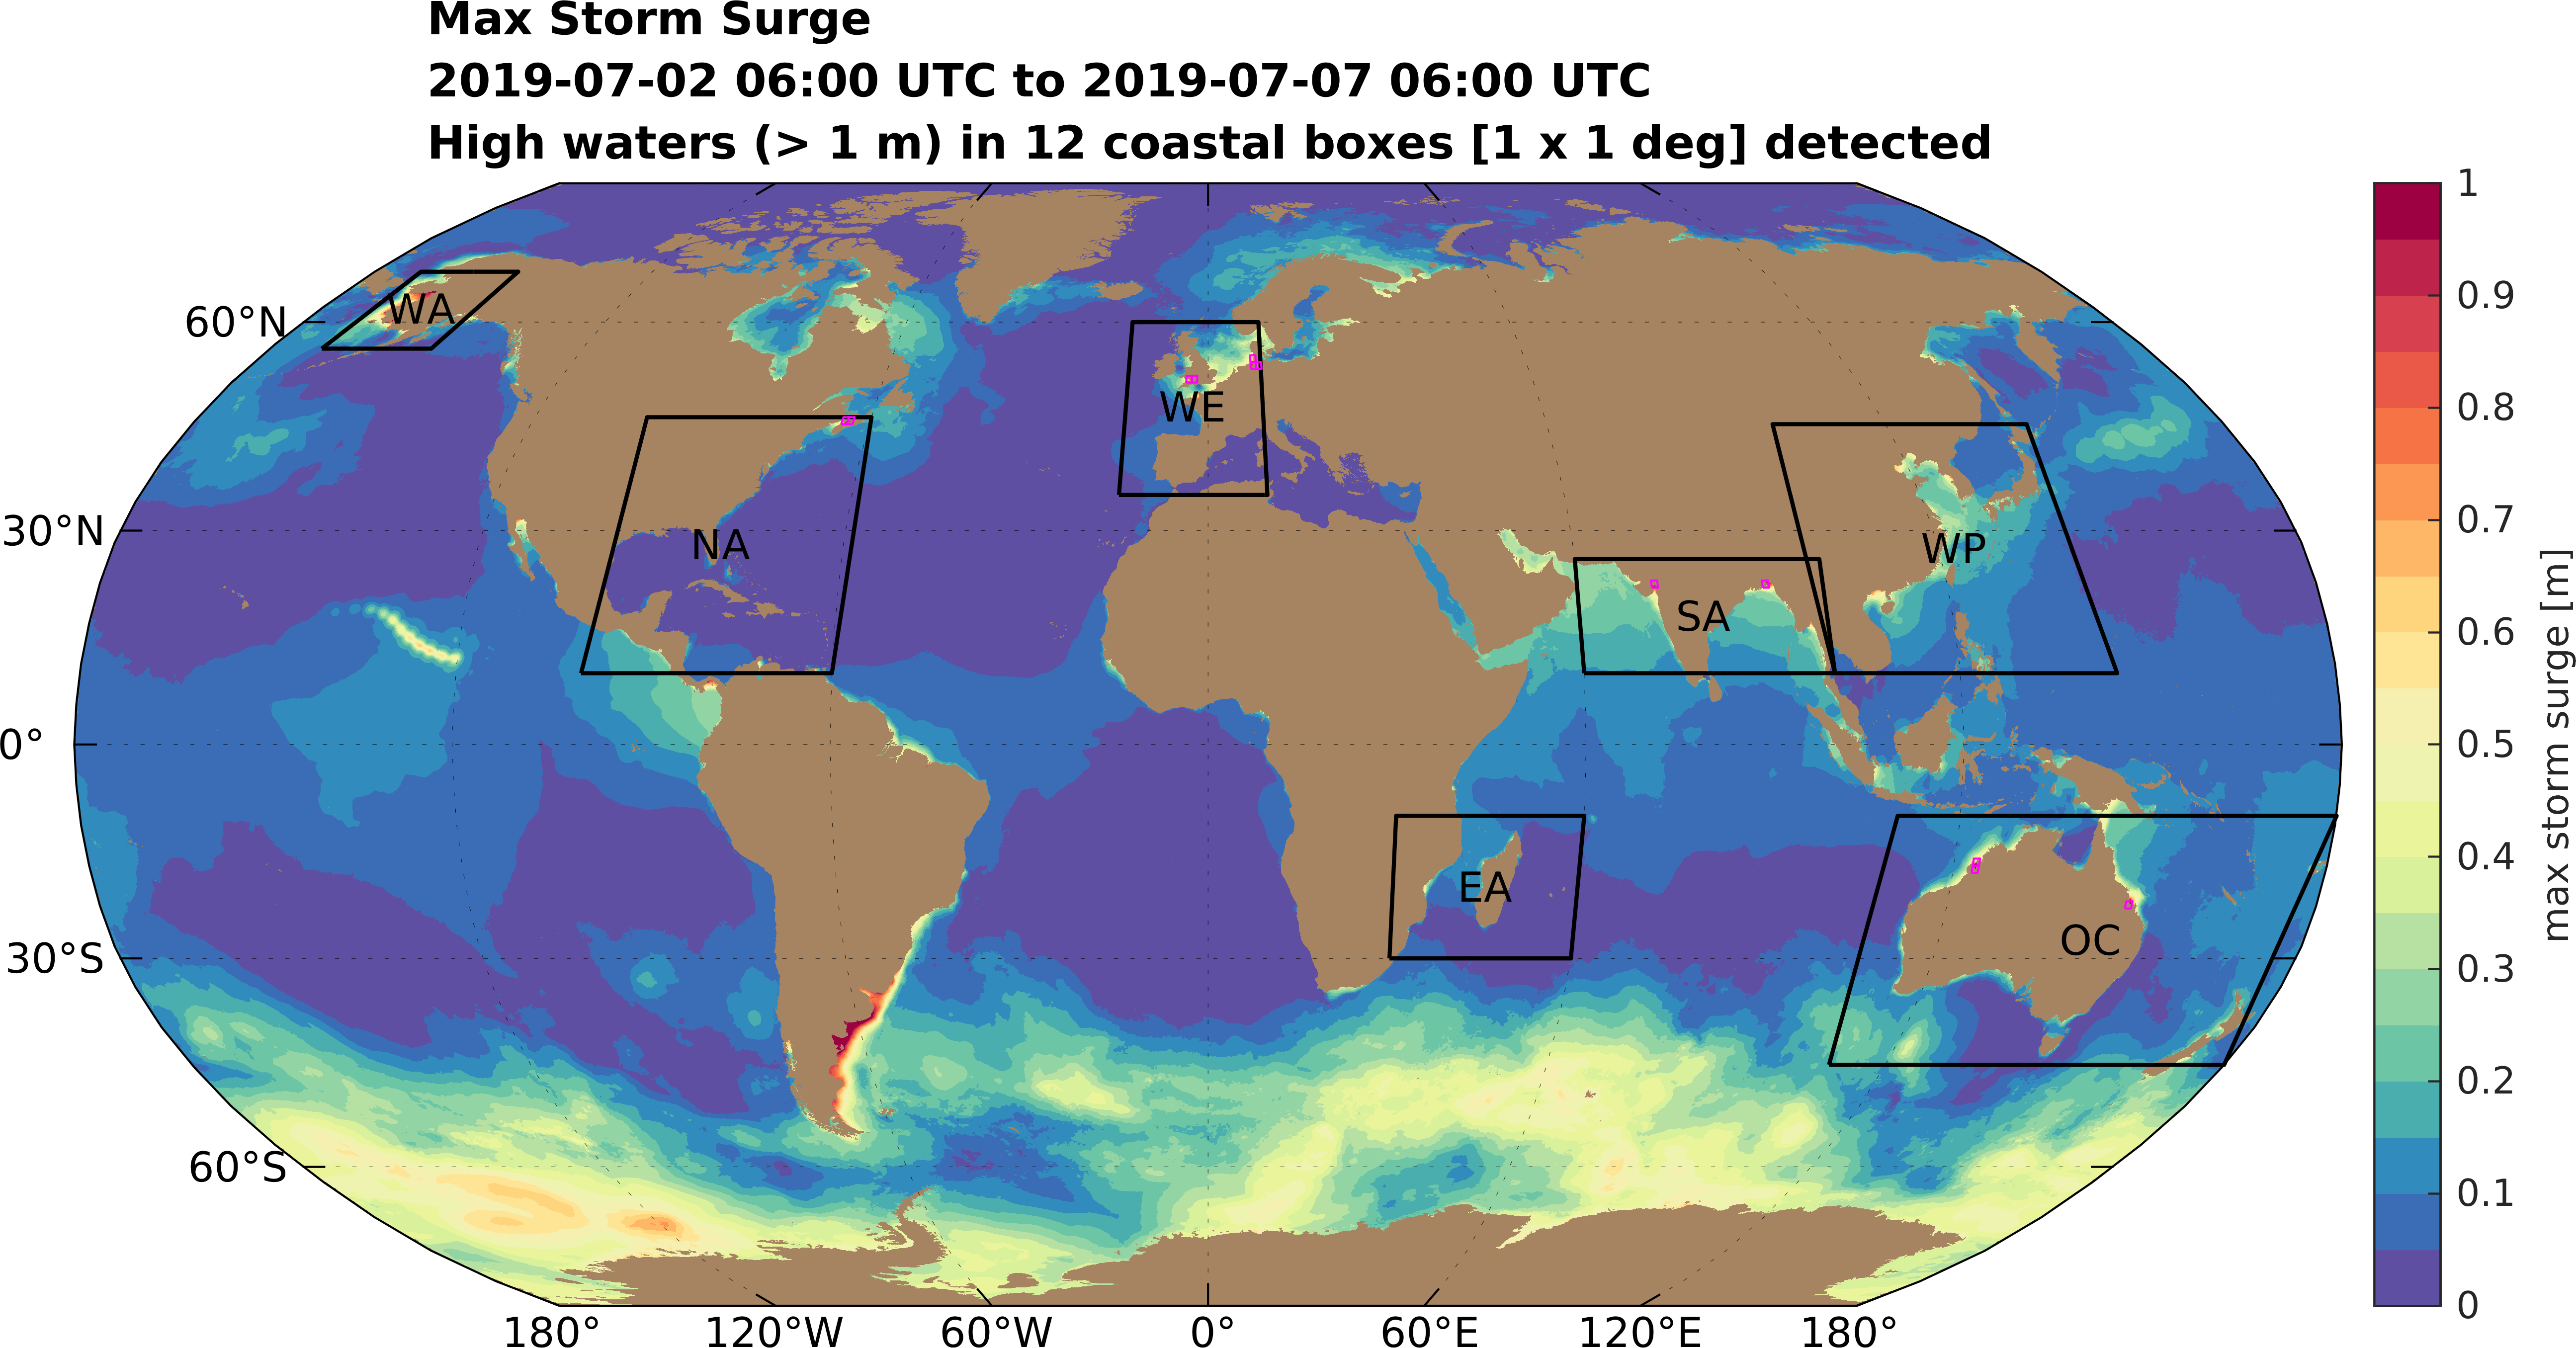 Max Storm Surge
2019-07-02 06:00 UTC to 2019-07-07 06:00 UTC
High waters (> 1 m) in 12 coastal boxes [1 x 1 deg] detected
60°N
30°N
0°
30°S
60°S
WA
NA
WE
SA
WP
EA
OC
180°
120°W
60°W
0°
60°E
120°E
180°
1
0.9
0.8
0.7
0.6
0.5
0.4
0.3
0.2
0.1
0
max storm surge [m]